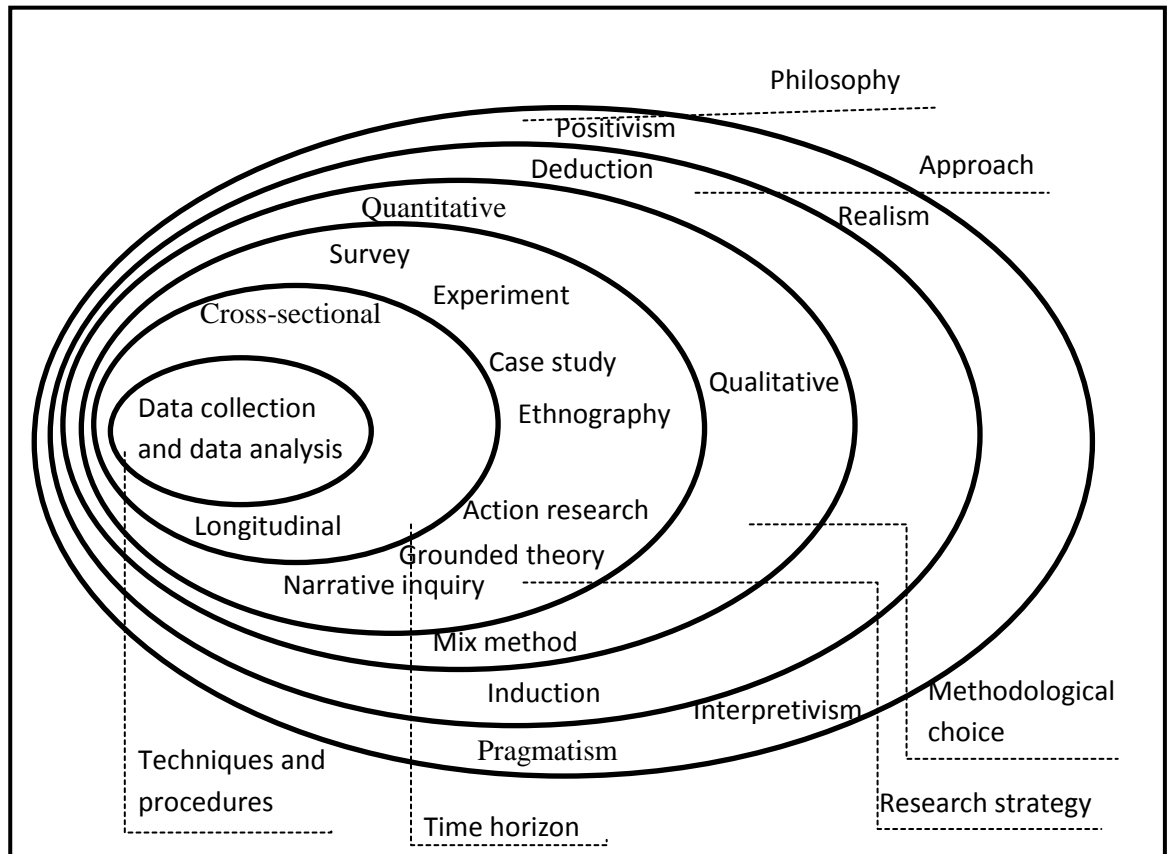 Philosophy
Positivism
Approach
Deduction
Realism
Quantitative
Survey
Experiment
Cross-sectional
Case study
Qualitative
Ethnography
Data collection
and data analysis
Action research
Longitudinal
Grounded theory
Narrative inquiry
Mix method
Induction
Interpretivism
Methodological
choice
Pragmatism
Techniques and
procedures
Research strategy
Time horizon